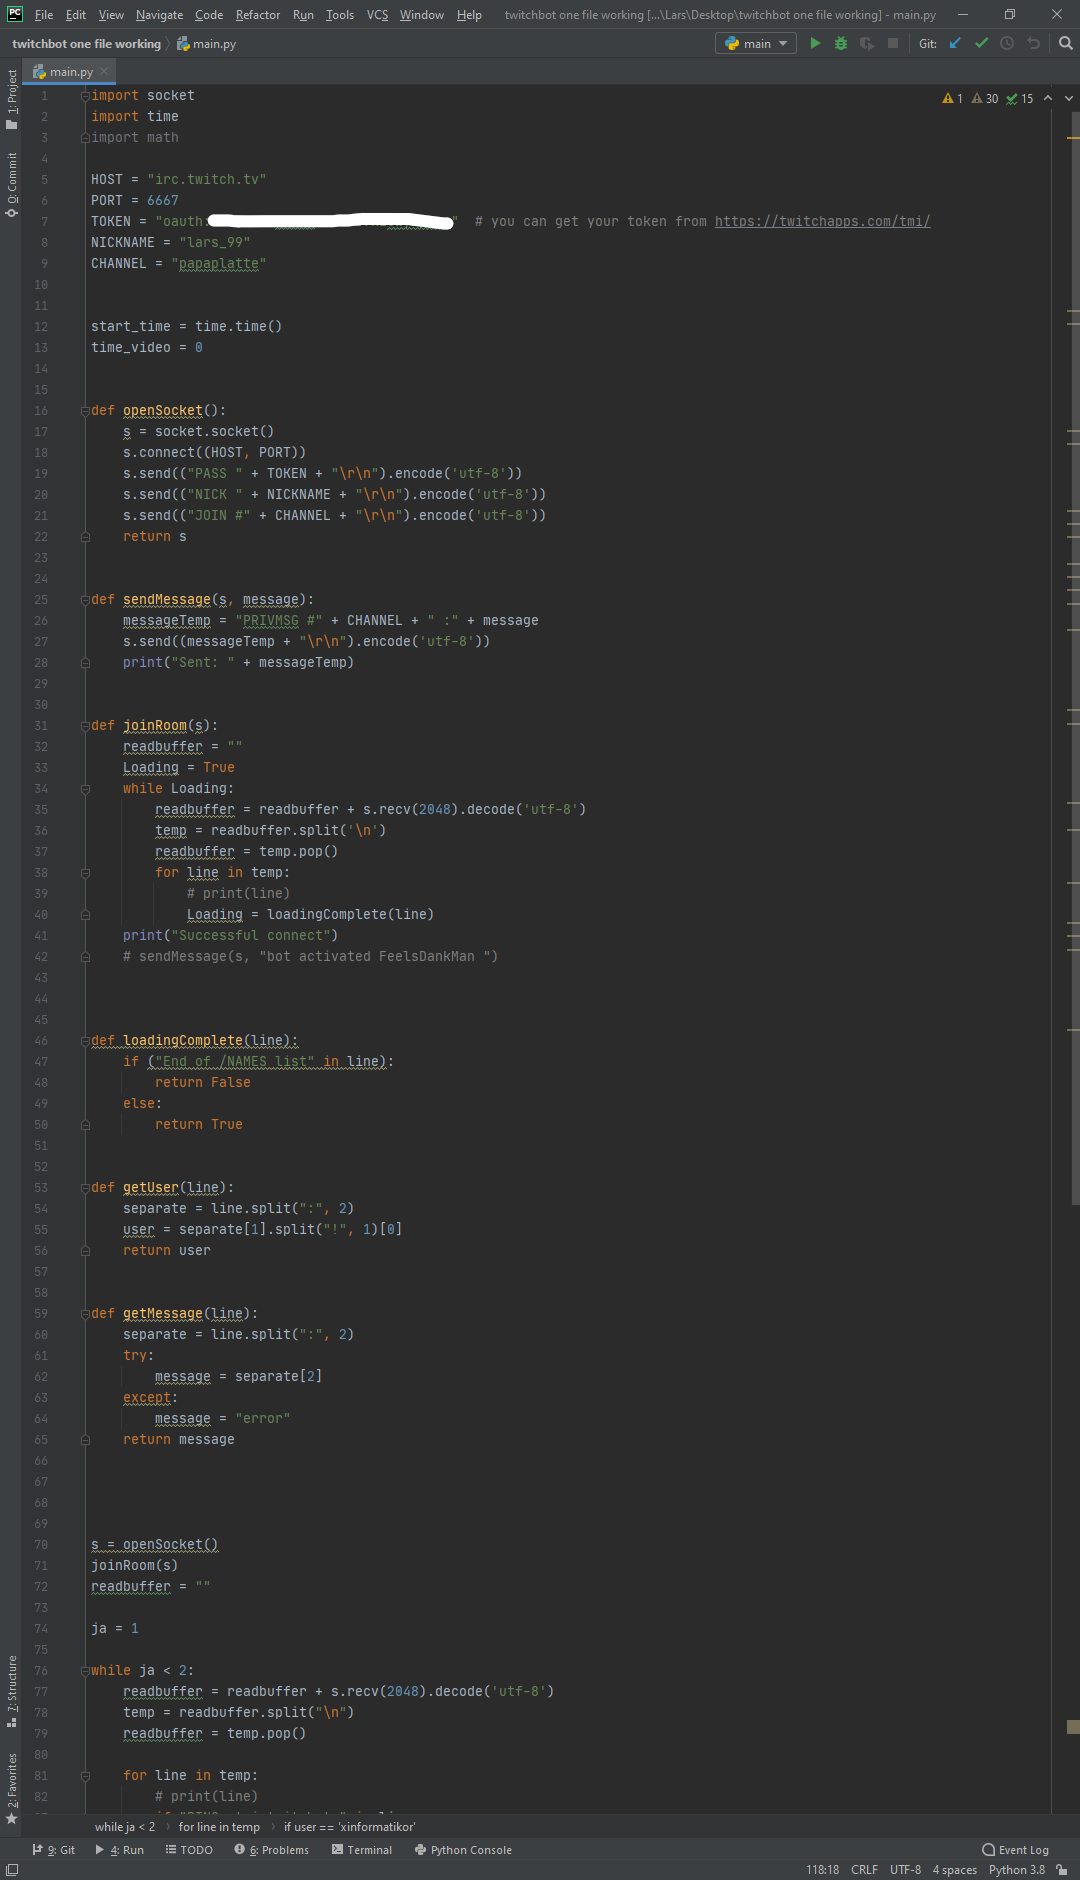 PC File Edit View Navigate Code Refactor Run Tools VCS Window Help twitchbot one file working [...\Lars\Desktop\twitchbot one file working] - main.py
twitchbot one file working main.py main Git:
main.py
1: Project
0: Commit
7: Structure
2: Favorites
1 30 15
1 import socket
2 import time
3 import math
4
5 HOST = "irc.twitch.tv"
6 PORT = 6667
7 TOKEN = "oauth: " # you can get your token from https://twitchapps.com/tmi/
8 NICKNAME = "lars_99"
9 CHANNEL = "papaplatte"
10
11
12 start_time = time.time()
13 time_video = 0
14
15
16 def openSocket():
17     s = socket.socket()
18     s.connect((HOST, PORT))
19     s.send(("PASS " + TOKEN + "\r\n").encode('utf-8'))
20     s.send(("NICK " + NICKNAME + "\r\n").encode('utf-8'))
21     s.send(("JOIN #" + CHANNEL + "\r\n").encode('utf-8'))
22     return s
23
24
25 def sendMessage(s, message):
26     messageTemp = "PRIVMSG #" + CHANNEL + " :" + message
27     s.send((messageTemp + "\r\n").encode('utf-8'))
28     print("Sent: " + messageTemp)
29
30
31 def joinRoom(s):
32     readbuffer = ""
33     Loading = True
34     while Loading:
35         readbuffer = readbuffer + s.recv(2048).decode('utf-8')
36         temp = readbuffer.split('\n')
37         readbuffer = temp.pop()
38         for line in temp:
39             # print(line)
40             Loading = loadingComplete(line)
41     print("Successful connect")
42     # sendMessage(s, "bot activated FeelsDankMan ")
43
44
45
46 def loadingComplete(line):
47     if ("End of /NAMES list" in line):
48         return False
49     else:
50         return True
51
52
53 def getUser(line):
54     separate = line.split(":", 2)
55     user = separate[1].split("!", 1)[0]
56     return user
57
58
59 def getMessage(line):
60     separate = line.split(":", 2)
61     try:
62         message = separate[2]
63     except:
64         message = "error"
65     return message
66
67
68
69
70 s = openSocket()
71 joinRoom(s)
72 readbuffer = ""
73
74 ja = 1
75
76 while ja < 2:
77     readbuffer = readbuffer + s.recv(2048).decode('utf-8')
78     temp = readbuffer.split("\n")
79     readbuffer = temp.pop()
80
81     for line in temp:
82         # print(line)
while ja < 2 for line in temp if user == 'xinformatikor'
9: Git 4: Run TODO 6: Problems Terminal Python Console Event Log
118:18 CRLF UTF-8 4 spaces Python 3.8